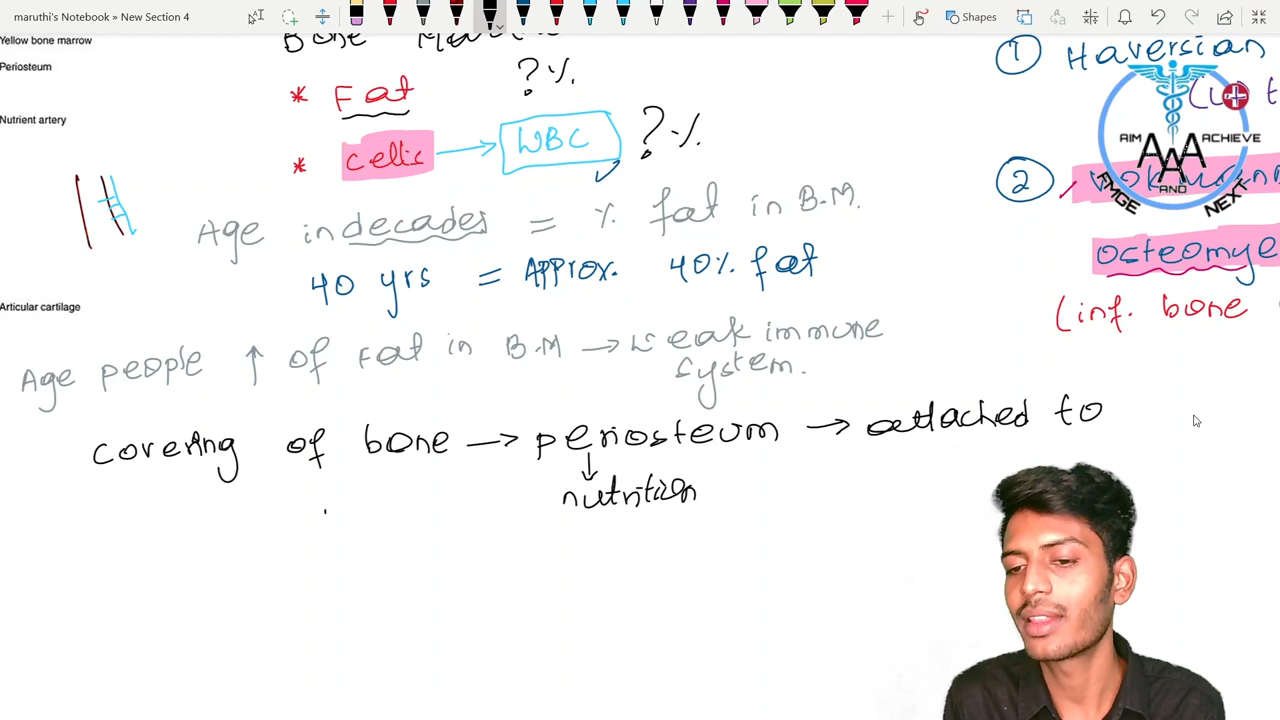 maruthi's Notebook » New Section 4
Shapes
Yellow bone marrow
Periosteum
Nutrient artery
Articular cartilage
Bone
* Fat ?%
* Cells → WBC ?%
Age in decades = % fat in B.M.
40 yrs = Approx. 40% fat
Age people ↑ of Fat in B.M → Weak immune
system.
covering of bone → periosteum → attached to
↓
nutrition
① Haversian
②
osteomye
(inf. bone
AIM ACHIEVE
AAA
AND
FMGE NEXT